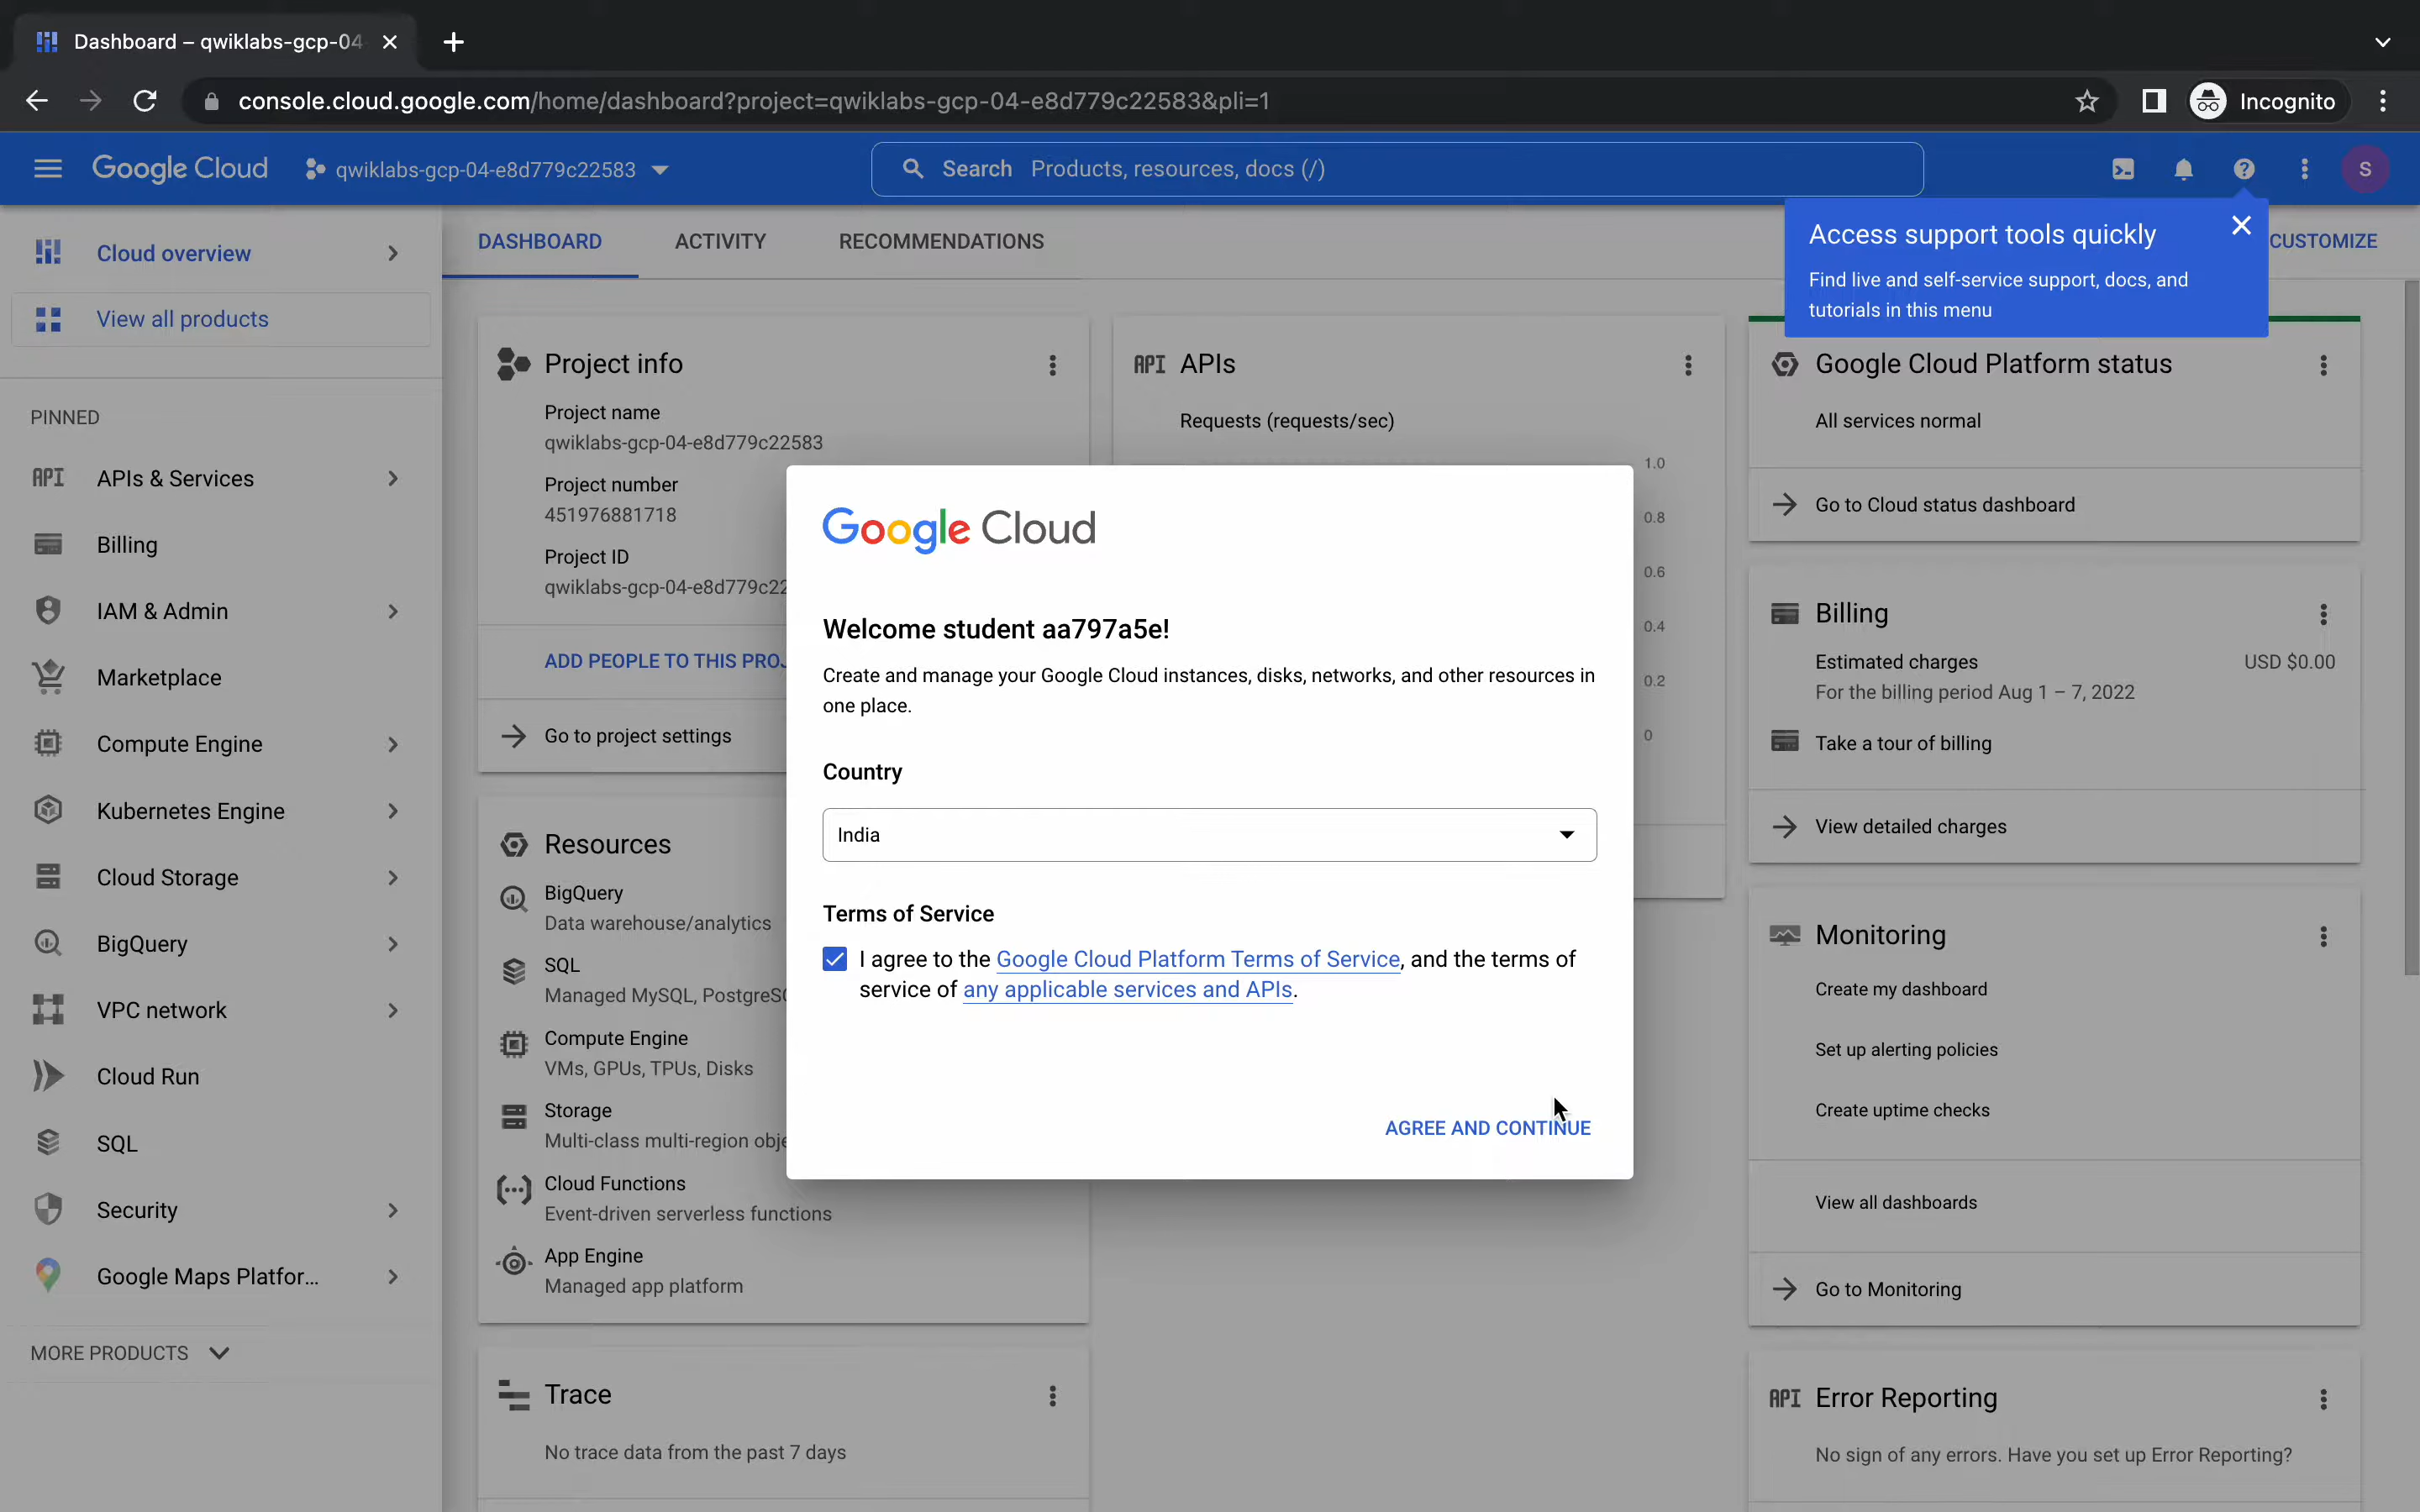 Dashboard – qwiklabs-gcp-04
console.cloud.google.com/home/dashboard?project=qwiklabs-gcp-04-e8d779c22583&pli=1
Incognito
Google Cloud
qwiklabs-gcp-04-e8d779c22583
Search Products, resources, docs (/)
S
Cloud overview
View all products
PINNED
API APIs & Services
Billing
IAM & Admin
Marketplace
Compute Engine
Kubernetes Engine
Cloud Storage
BigQuery
VPC network
Cloud Run
SQL
Security
Google Maps Platfor...
MORE PRODUCTS
DASHBOARD
ACTIVITY
RECOMMENDATIONS
CUSTOMIZE
Access support tools quickly
Find live and self-service support, docs, and
tutorials in this menu
Project info
Project name
qwiklabs-gcp-04-e8d779c22583
Project number
451976881718
Project ID
qwiklabs-gcp-04-e8d779c22
ADD PEOPLE TO THIS PROJ
Go to project settings
Resources
BigQuery
Data warehouse/analytics
SQL
Managed MySQL, PostgreS
Compute Engine
VMs, GPUs, TPUs, Disks
Storage
Multi-class multi-region obje
Cloud Functions
Event-driven serverless functions
App Engine
Managed app platform
Trace
No trace data from the past 7 days
API APIs
Requests (requests/sec)
1.0
0.8
0.6
0.4
0.2
0
Google Cloud
Welcome student aa797a5e!
Create and manage your Google Cloud instances, disks, networks, and other resources in
one place.
Country
India
Terms of Service
I agree to the Google Cloud Platform Terms of Service, and the terms of
service of any applicable services and APIs.
AGREE AND CONTINUE
Google Cloud Platform status
All services normal
Go to Cloud status dashboard
Billing
Estimated charges USD $0.00
For the billing period Aug 1 – 7, 2022
Take a tour of billing
View detailed charges
Monitoring
Create my dashboard
Set up alerting policies
Create uptime checks
View all dashboards
Go to Monitoring
API Error Reporting
No sign of any errors. Have you set up Error Reporting?